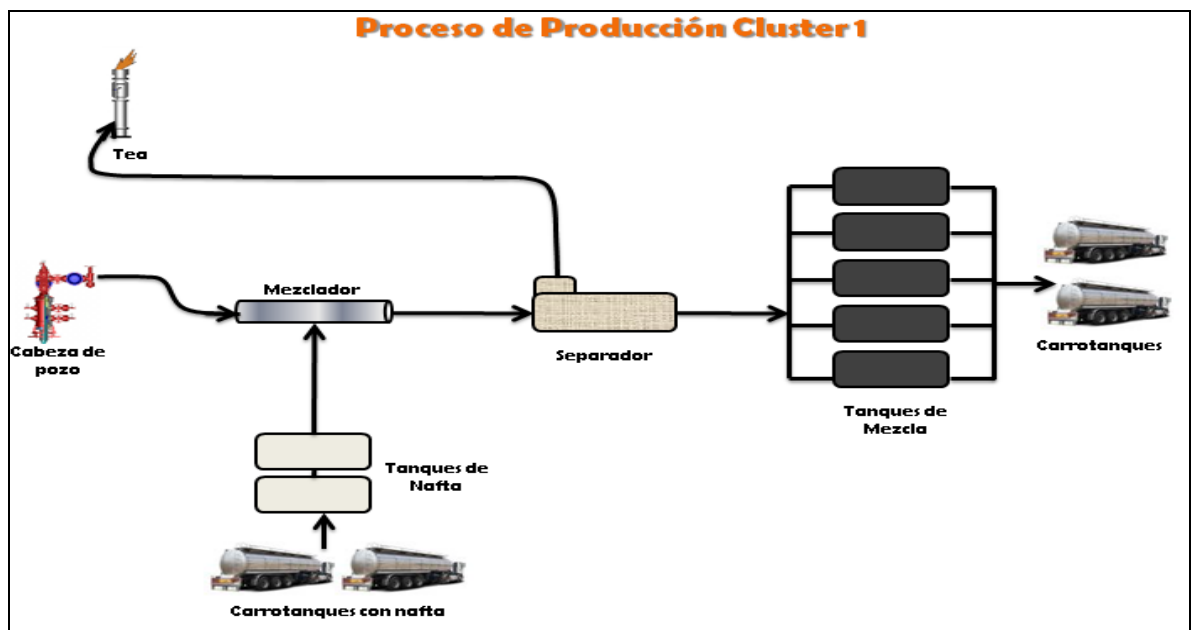 Proceso de Producción Cluster 1
Tea
Mezclador
Cabeza de
pozo
Separador
Carrotanques
Tanques de
Mezcla
Tanques de
Nafta
Carrotanques con nafta